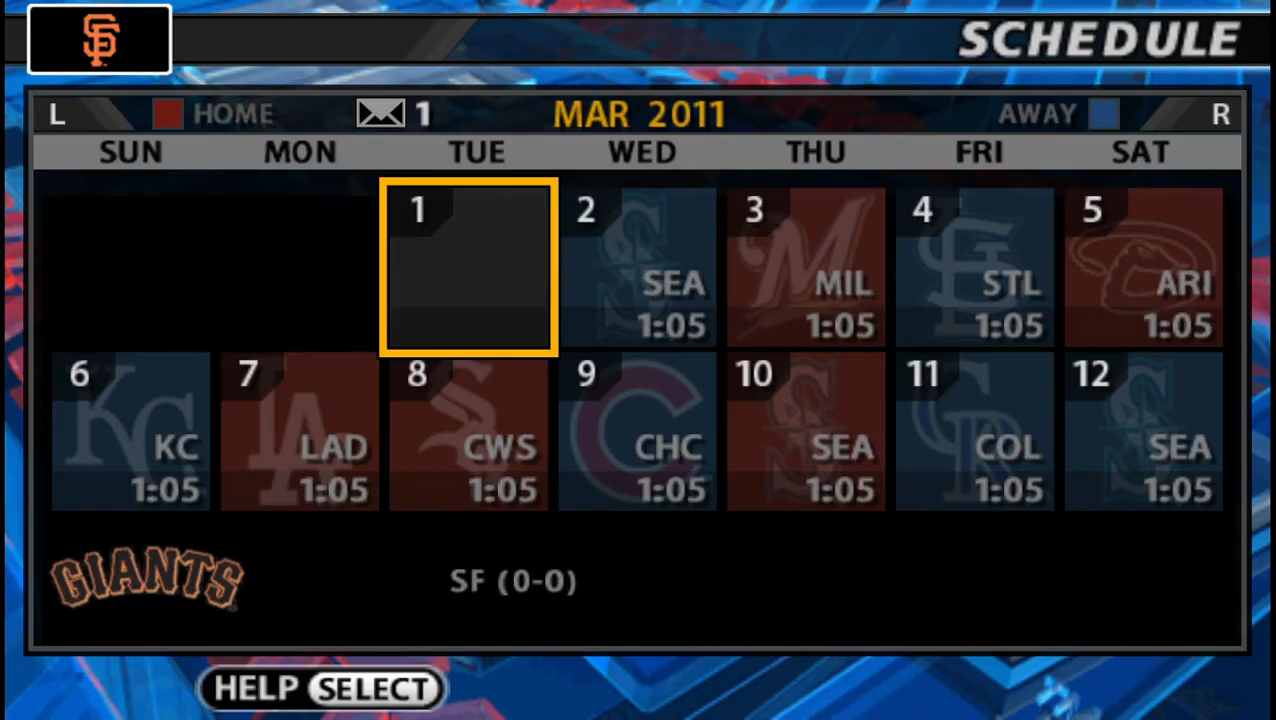 SF
SCHEDULE
L HOME 1 MAR 2011 AWAY R
SUN MON TUE WED THU FRI SAT
1 2 3 4 5
SEA MIL STL ARI
1:05 1:05 1:05 1:05
6 7 8 9 10 11 12
KC LAD CWS CHC SEA COL SEA
1:05 1:05 1:05 1:05 1:05 1:05 1:05
GIANTS SF (0-0)
HELP SELECT